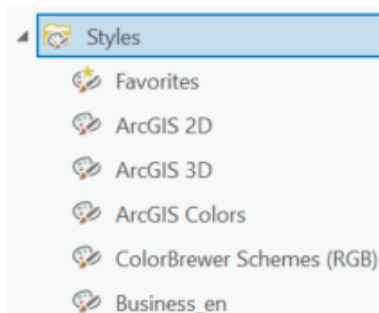 Styles
Favorites
ArcGIS 2D
ArcGIS 3D
ArcGIS Colors
ColorBrewer Schemes (RGB)
Business_en